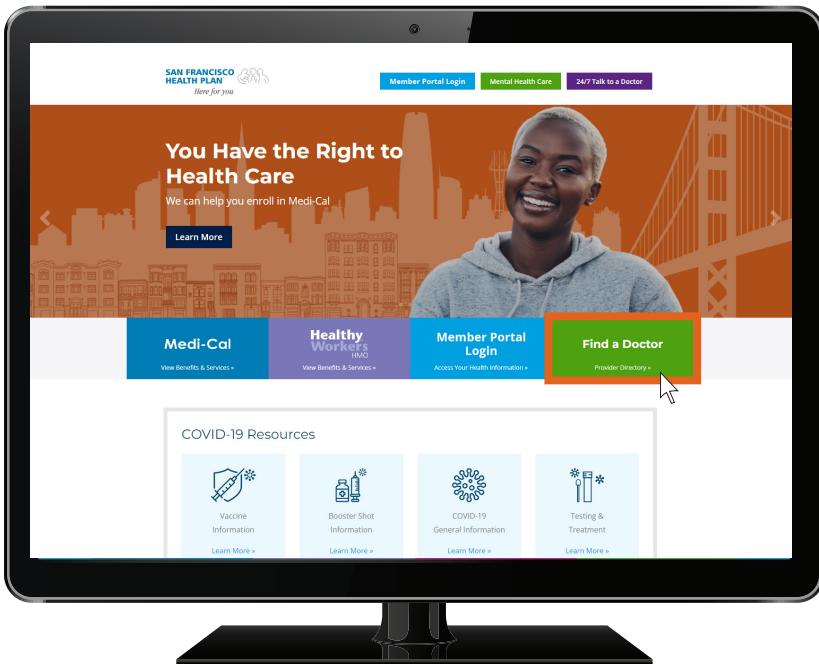 SAN FRANCISCO
HEALTH PLAN
Here for you
Member Portal Login
Mental Health Care
24/7 Talk to a Doctor
You Have the Right to
Health Care
We can help you enroll in Medi-Cal
Learn More
Medi-Cal
View Benefits & Services »
Healthy
Workers
HMO
View Benefits & Services »
Member Portal
Login
Access Your Health Information »
Find a Doctor
Provider Directory »
COVID-19 Resources
Vaccine
Information
Learn More »
Booster Shot
Information
Learn More »
COVID-19
General Information
Learn More »
Testing &
Treatment
Learn More »